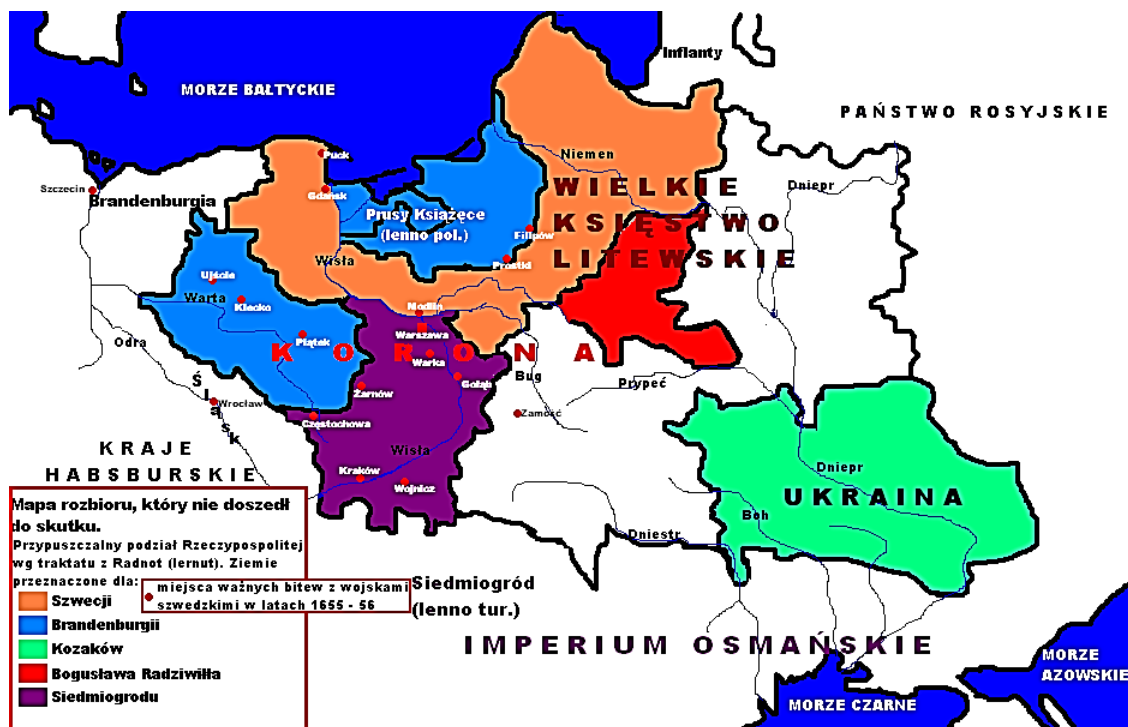 Inflanty
MORZE BAŁTYCKIE
PAŃSTWO ROSYJSKIE
Puck
Niemen
Szczecin
Gdańsk
Dniepr
Brandenburgia
WIELKIE
KSIĘSTWO
LITEWSKIE
Prusy Książęce
(lenno pol.)
Filipów
Wisła
Prostki
Ujście
Warta
Kłecko
Modlin
Piątek
Warszawa
Odra
KORONA
Warka
Bug
Gołąb
Prypeć
Żarnów
Śląsk
Wrocław
Zamość
Częstochowa
KRAJE
HABSBURSKIE
Wisła
Kraków
Wojnicz
Dniepr
UKRAINA
Boh
Dniestr
Mapa rozbioru, który nie doszedł
do skutku.
Przypuszczalny podział Rzeczypospolitej
wg traktatu z Radnot (Iernut). Ziemie
przeznaczone dla:
miejsca ważnych bitew z wojskami
szwedzkimi w latach 1655 - 56
Szwecji
Brandenburgii
Kozaków
Bogusława Radziwiłła
Siedmiogrodu
Siedmiogród
(lenno tur.)
IMPERIUM OSMAŃSKIE
MORZE
AZOWSKIE
MORZE CZARNE